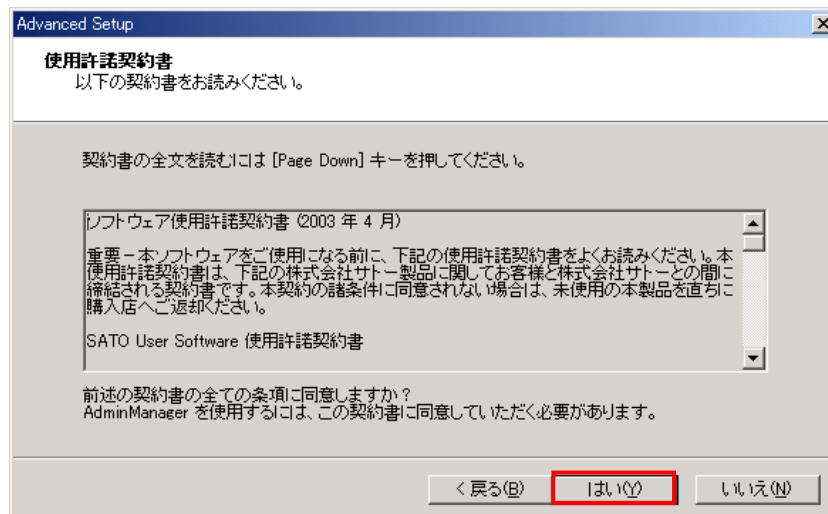 Advanced Setup
使用許諾契約書
以下の契約書をお読みください。
契約書の全文を読むには [Page Down] キーを押してください。
ソフトウェア使用許諾契約書 (2003 年 4 月)
重要－本ソフトウェアをご使用になる前に、下記の使用許諾契約書をよくお読みください。本
使用許諾契約書は、下記の株式会社サトー製品に関してお客様と株式会社サトーとの間に
締結される契約書です。本契約の諸条件に同意されない場合は、未使用の本製品を直ちに
購入店へご返却ください。
SATO User Software 使用許諾契約書
前述の契約書の全ての条項に同意しますか？
AdminManager を使用するには、この契約書に同意していただく必要があります。
< 戻る(B)
はい(Y)
いいえ(N)